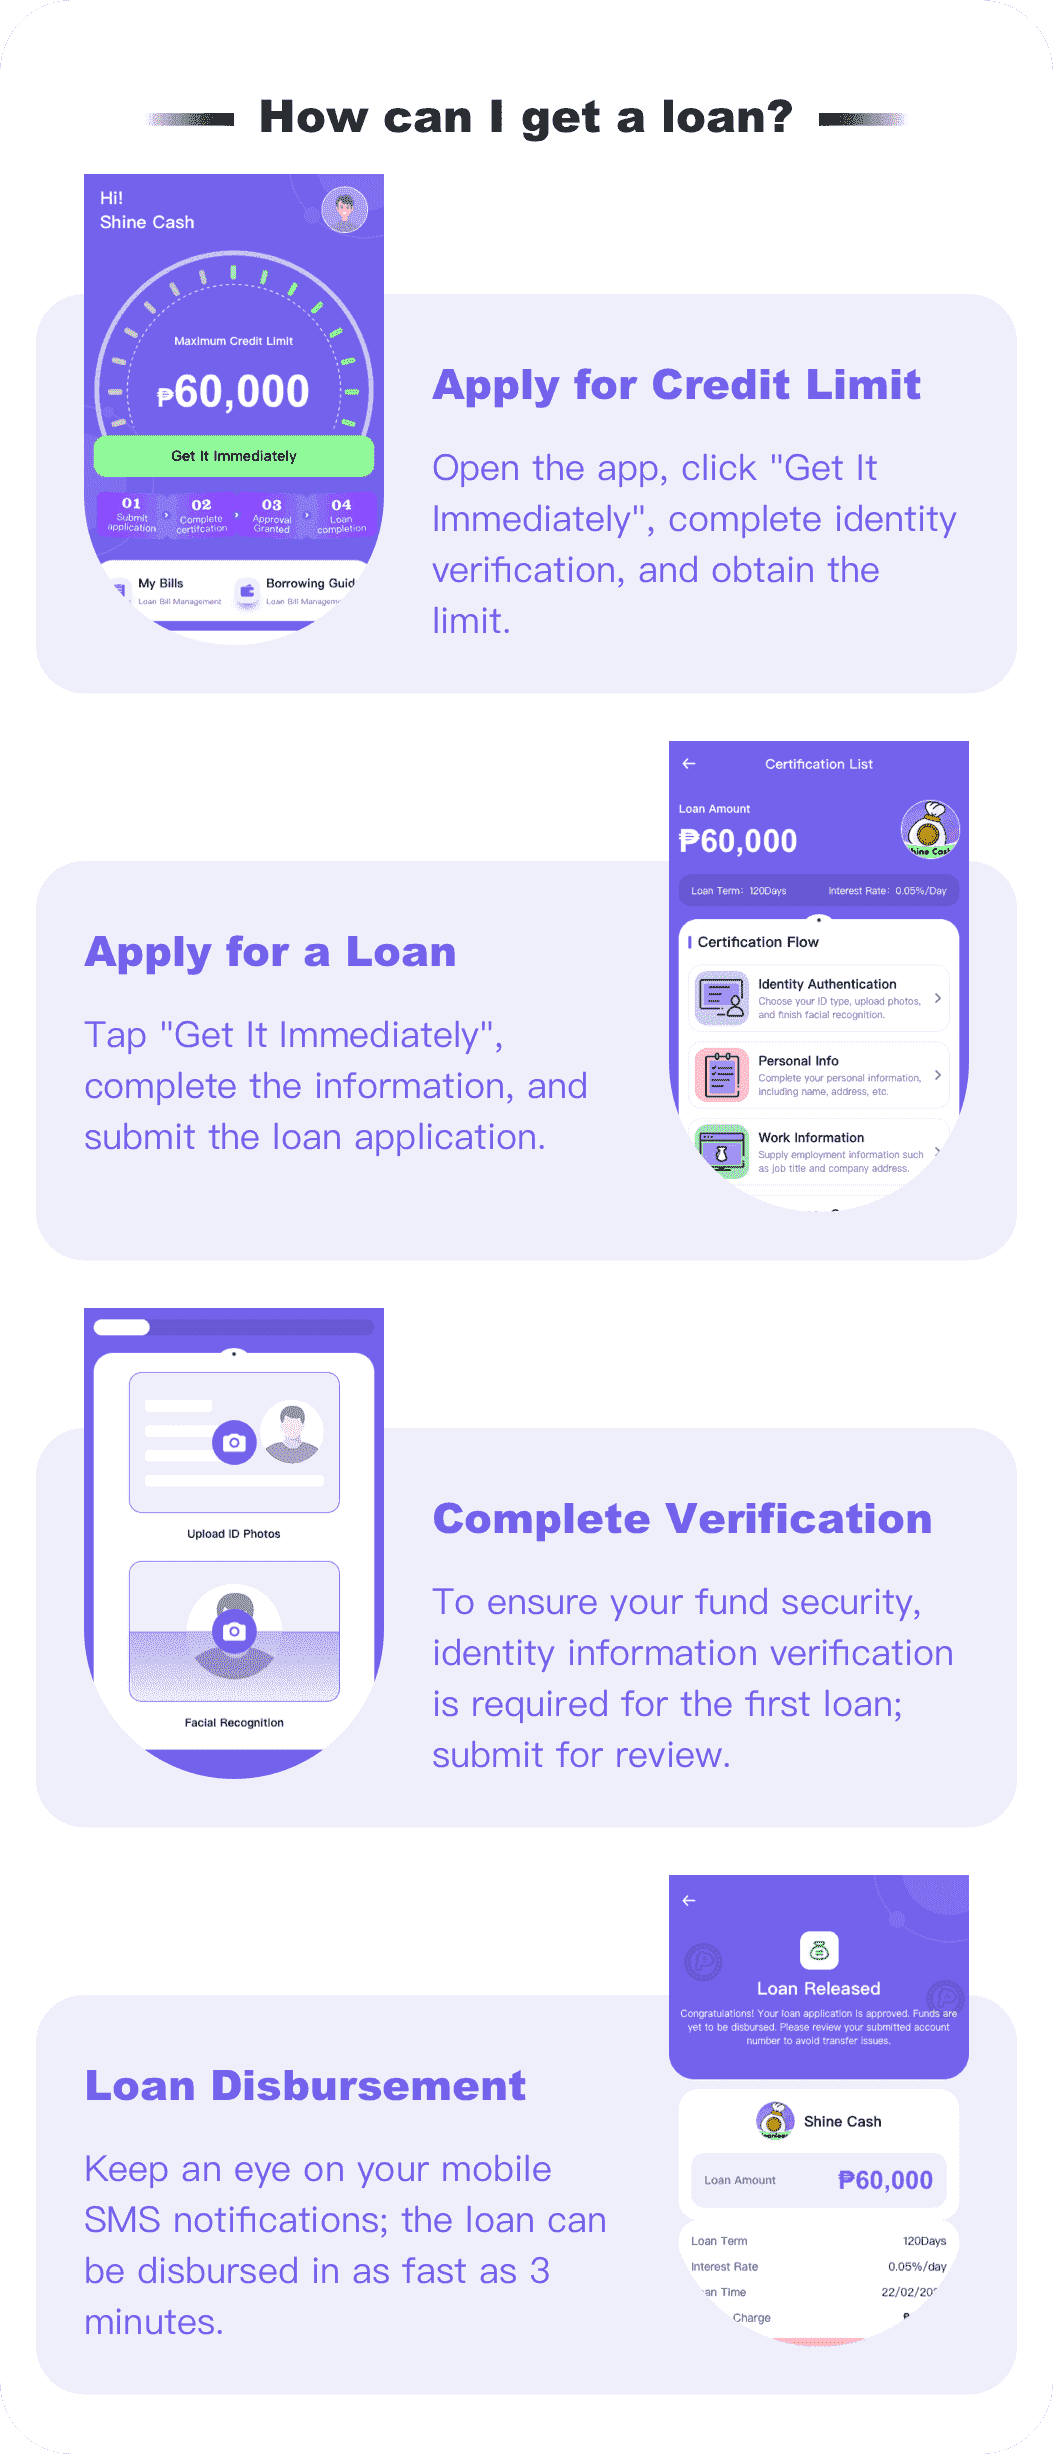 How can I get a loan?
Hi!
Shine Cash
Maximum Credit Limit
₱60,000
Get It Immediately
01
Submit
application
02
Complete
certification
03
Approval
Granted
04
Loan
completion
My Bills
Loan Bill Management
Borrowing Guid
Loan Bill Managem
Apply for Credit Limit
Open the app, click "Get It
Immediately", complete identity
verification, and obtain the
limit.
Certification List
Loan Amount
₱60,000
hine Cas
Loan Term: 120Days
Interest Rate: 0.05%/Day
Certification Flow
Identity Authentication
Choose your ID type, upload photos,
and finish facial recognition.
Personal Info
Complete your personal information,
including name, address, etc.
Work Information
Supply employment information such
as job title and company address.
Apply for a Loan
Tap "Get It Immediately",
complete the information, and
submit the loan application.
Upload ID Photos
Facial Recognition
Complete Verification
To ensure your fund security,
identity information verification
is required for the first loan;
submit for review.
Loan Released
Congratulations! Your loan application is approved. Funds are
yet to be disbursed. Please review your submitted account
number to avoid transfer issues.
Shine Cash
Loan Amount
₱60,000
Loan Term
120Days
Interest Rate
0.05%/day
an Time
22/02/20
Charge
Loan Disbursement
Keep an eye on your mobile
SMS notifications; the loan can
be disbursed in as fast as 3
minutes.